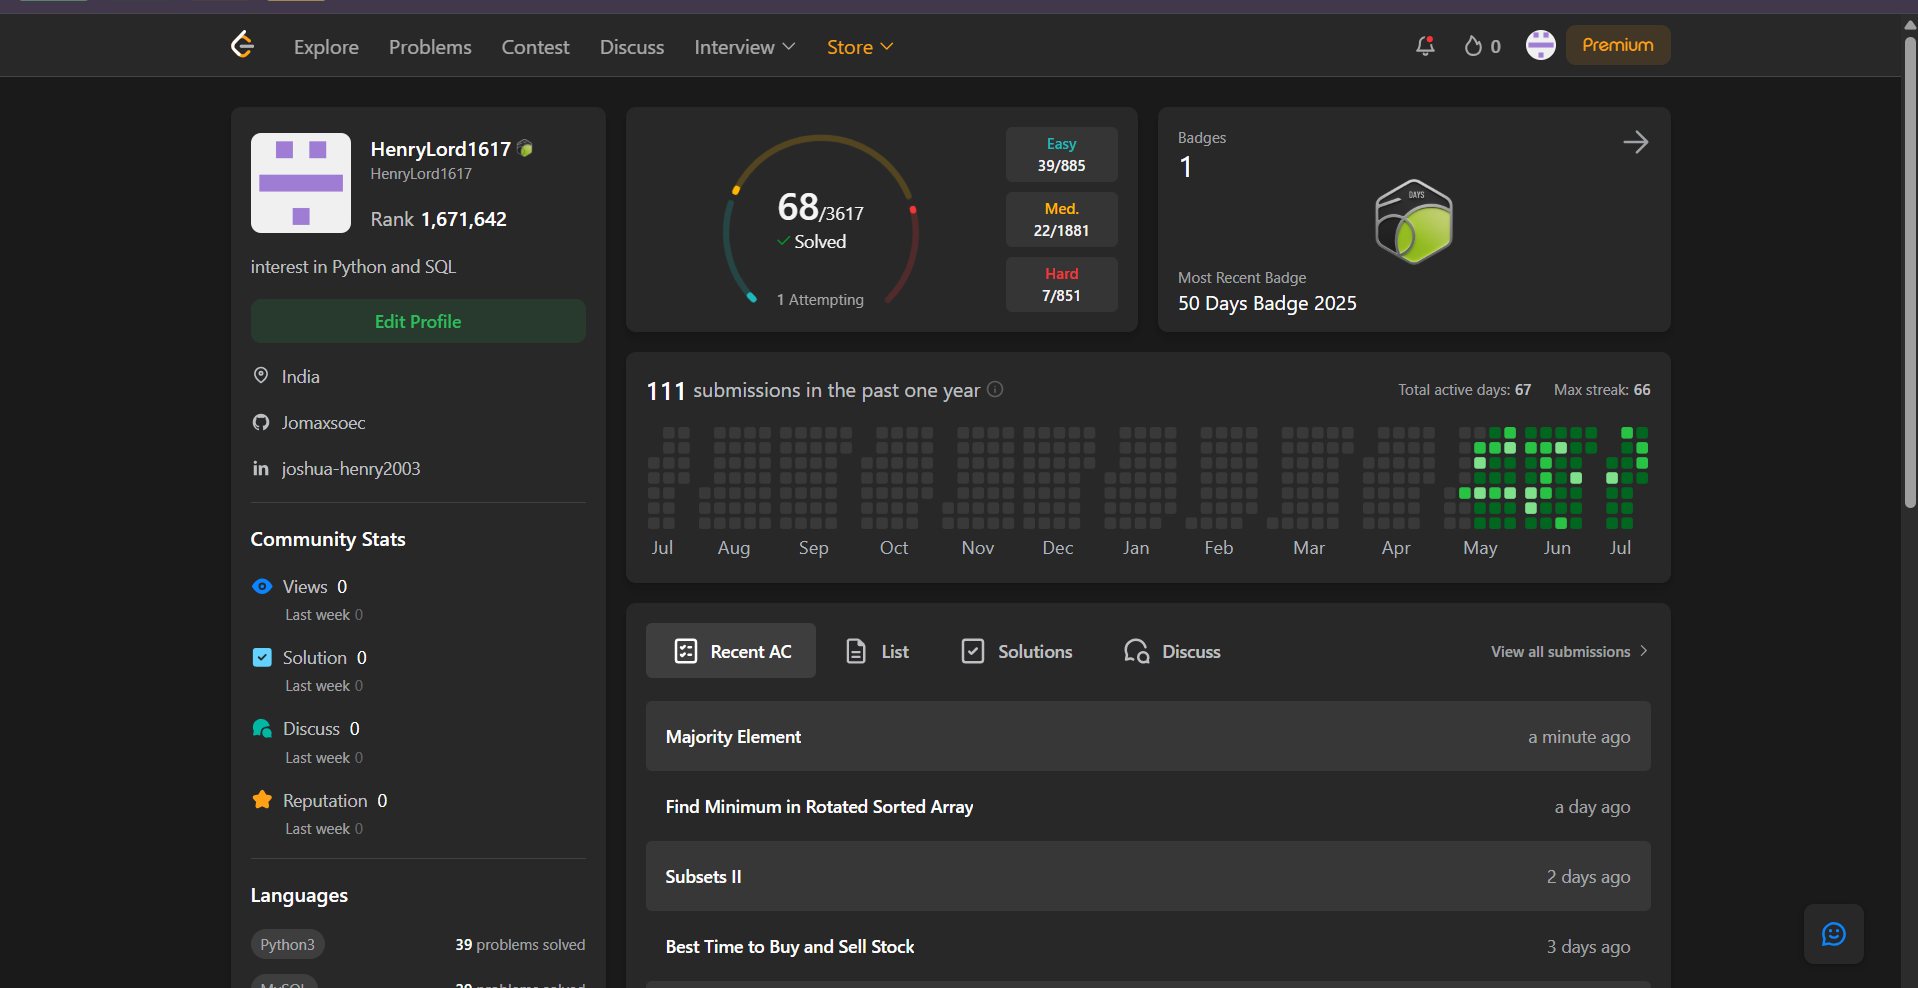 Explore Problems Contest Discuss Interview Store 0 Premium
HenryLord1617
HenryLord1617
Rank 1,671,642
interest in Python and SQL
Edit Profile
India
Jomaxsoec
joshua-henry2003
Community Stats
Views 0
Last week 0
Solution 0
Last week 0
Discuss 0
Last week 0
Reputation 0
Last week 0
Languages
Python3 39 problems solved
MySQL 29 problems solved
68/3617
Solved
1 Attempting
Easy
39/885
Med.
22/1881
Hard
7/851
Badges
1
DAYS
Most Recent Badge
50 Days Badge 2025
111 submissions in the past one year Total active days: 67 Max streak: 66
Jul Aug Sep Oct Nov Dec Jan Feb Mar Apr May Jun Jul
Recent AC List Solutions Discuss View all submissions
Majority Element a minute ago
Find Minimum in Rotated Sorted Array a day ago
Subsets II 2 days ago
Best Time to Buy and Sell Stock 3 days ago